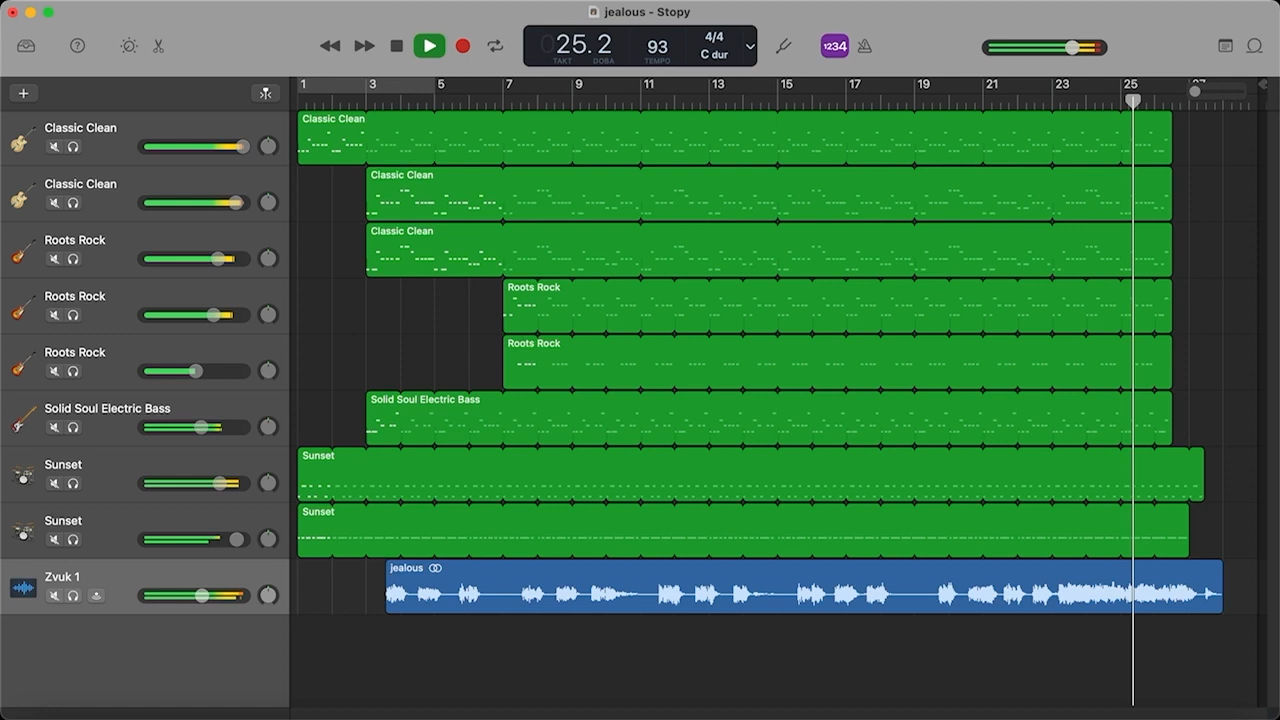 jealous - Stopy
025. 2
TAKT DOBA
93
TEMPO
4/4
C dur
1234
1 3 5 7 9 11 13 15 17 19 21 23 25 27
Classic Clean
Classic Clean
Classic Clean
Classic Clean
Roots Rock
Classic Clean
Roots Rock
Roots Rock
Roots Rock
Roots Rock
Solid Soul Electric Bass
Solid Soul Electric Bass
Sunset
Sunset
Sunset
Sunset
Zvuk 1
jealous